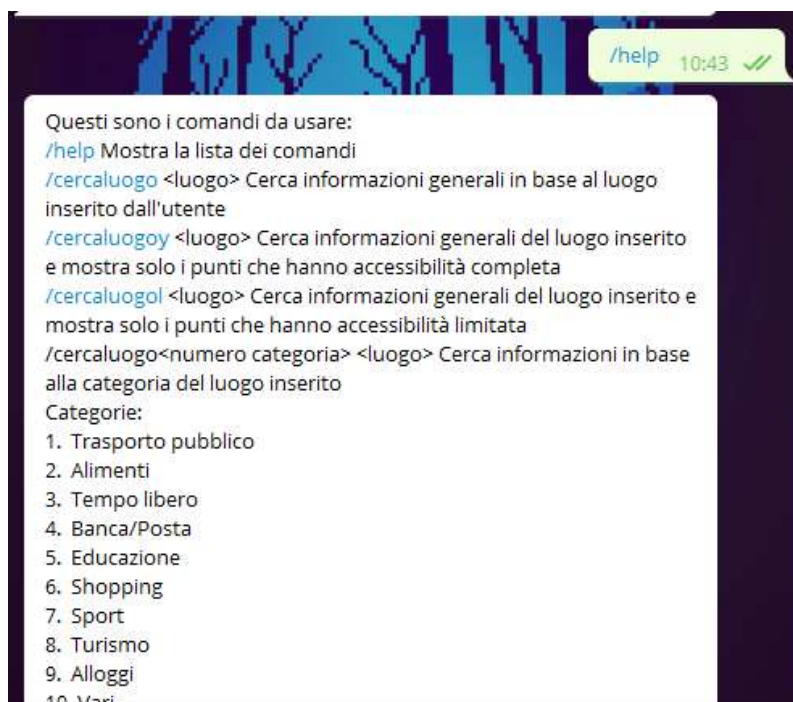 /help 10:43
Questi sono i comandi da usare:
/help Mostra la lista dei comandi
/cercaluogo <luogo> Cerca informazioni generali in base al luogo
inserito dall'utente
/cercaluogoy <luogo> Cerca informazioni generali del luogo inserito
e mostra solo i punti che hanno accessibilità completa
/cercaluogol <luogo> Cerca informazioni generali del luogo inserito e
mostra solo i punti che hanno accessibilità limitata
/cercaluogo<numero categoria> <luogo> Cerca informazioni in base
alla categoria del luogo inserito
Categorie:
1. Trasporto pubblico
2. Alimenti
3. Tempo libero
4. Banca/Posta
5. Educazione
6. Shopping
7. Sport
8. Turismo
9. Alloggi
10. Vari